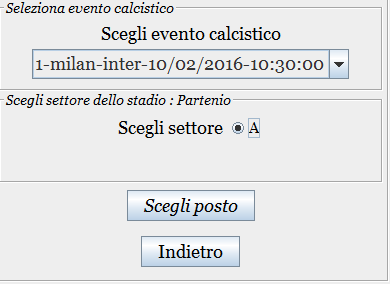 Seleziona evento calcistico
Scegli evento calcistico
1-milan-inter-10/02/2016-10:30:00
Scegli settore dello stadio : Partenio
Scegli settore A
Scegli posto
Indietro